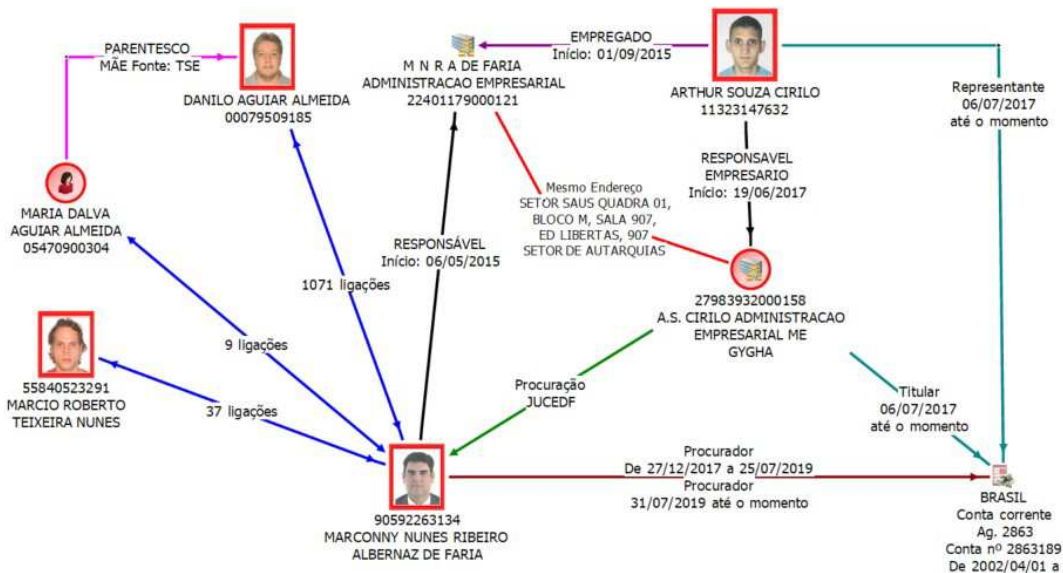 PARENTESCO
MÃE Fonte: TSE
DANILO AGUIAR ALMEIDA
00079509185
M N R A DE FARIA
ADMINISTRACAO EMPRESARIAL
22401179000121
EMPREGADO
Início: 01/09/2015
ARTHUR SOUZA CIRILO
11323147632
Representante
06/07/2017
até o momento
RESPONSAVEL
EMPRESARIO
Início: 19/06/2017
Mesmo Endereço
SETOR SAUS QUADRA 01,
BLOCO M, SALA 907,
ED LIBERTAS, 907
SETOR DE AUTARQUIAS
MARIA DALVA
AGUIAR ALMEIDA
05470900304
RESPONSÁVEL
Início: 06/05/2015
1071 ligações
27983932000158
A.S. CIRILO ADMINISTRACAO
EMPRESARIAL ME
GYGHA
9 ligações
55840523291
MARCIO ROBERTO
TEIXEIRA NUNES
37 ligações
Procuração
JUCEDF
Titular
06/07/2017
até o momento
Procurador
De 27/12/2017 a 25/07/2019
Procurador
31/07/2019 até o momento
90592263134
MARCONNY NUNES RIBEIRO
ALBERNAZ DE FARIA
BRASIL
Conta corrente
Ag. 2863
Conta nº 2863189
De 2002/04/01 a